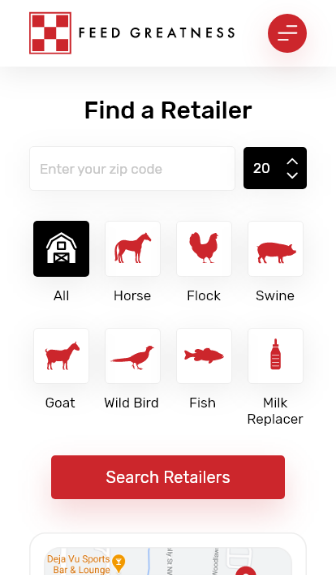 FEED GREATNESS
Find a Retailer
Enter your zip code
20
All
Horse
Flock
Swine
Goat
Wild Bird
Fish
Milk
Replacer
Search Retailers
Deja Vu Sports
Bar & Lounge